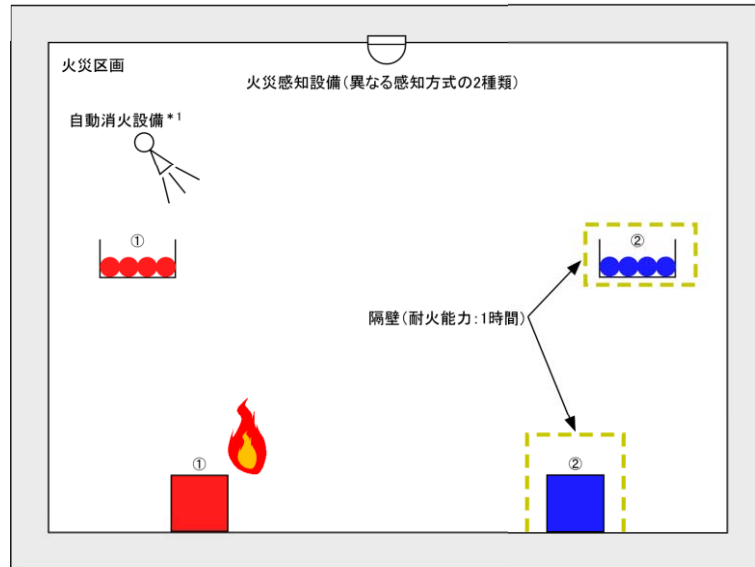 火災区画
火災感知設備(異なる感知方式の2種類)
自動消火設備*1
①
②
隔壁(耐火能力:1時間)
①
②